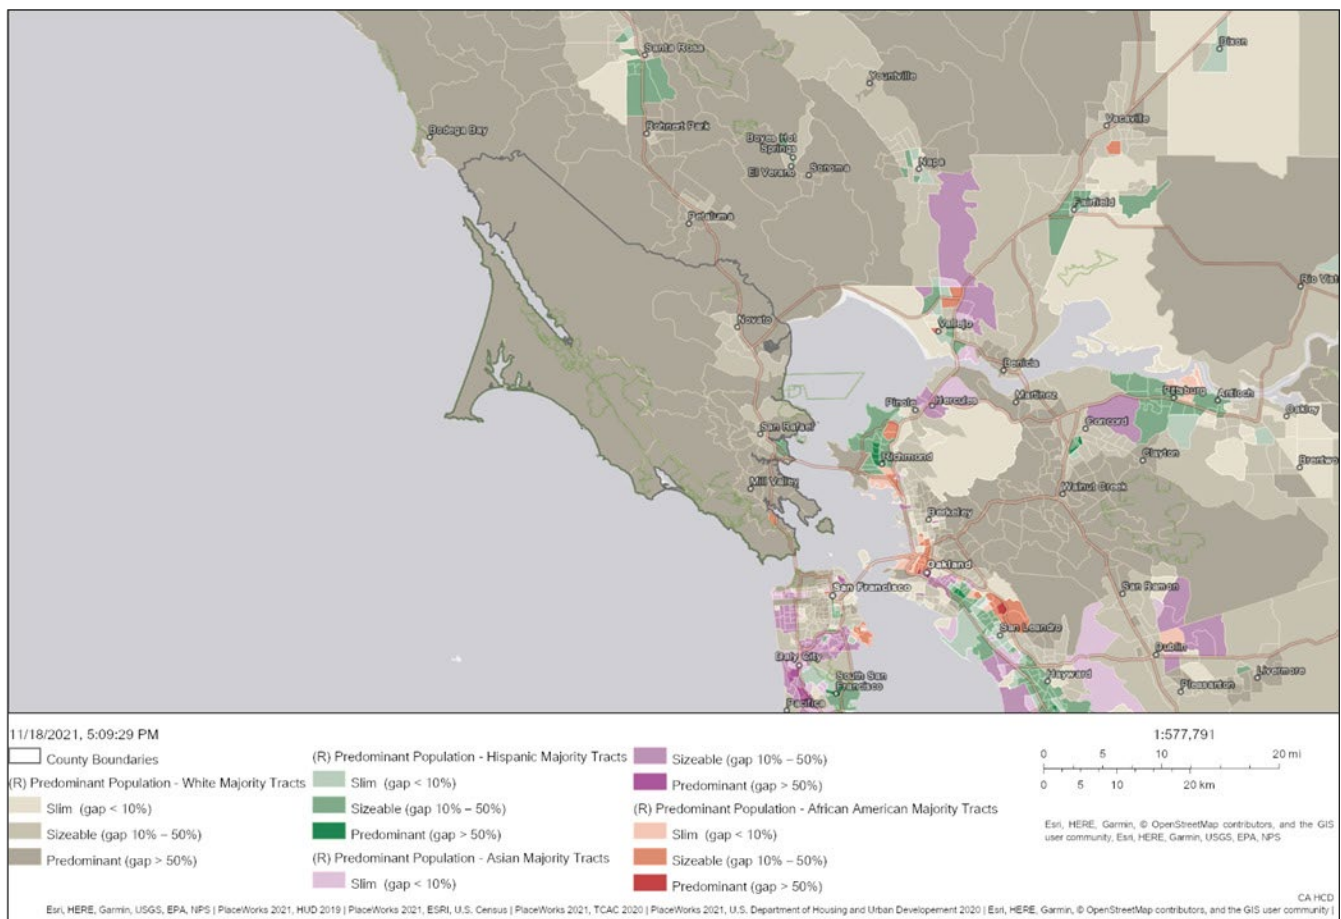 Santa Rosa
Dixon
Yountville
Bodega Bay
Rohnert Park
Vacaville
Boyes Hot
Springs
El Verano
Sonoma
Napa
Petaluma
Fairfield
Rio Vist
Novato
Vallejo
Benicia
Pinole
Hercules
Martinez
Pittsburg
Antioch
Oakley
San Rafael
Concord
Richmond
Clayton
Brentwo
Mill Valley
Walnut Creek
Berkeley
Oakland
San Francisco
San Ramon
San Leandro
Daly City
Dublin
South San
Francisco
Hayward
Livermore
Pleasanton
Pacifica
11/18/2021, 5:09:29 PM
County Boundaries
(R) Predominant Population - White Majority Tracts
Slim (gap < 10%)
Sizeable (gap 10% – 50%)
Predominant (gap > 50%)
(R) Predominant Population - Hispanic Majority Tracts
Slim (gap < 10%)
Sizeable (gap 10% – 50%)
Predominant (gap > 50%)
(R) Predominant Population - Asian Majority Tracts
Slim (gap < 10%)
Sizeable (gap 10% – 50%)
Predominant (gap > 50%)
(R) Predominant Population - African American Majority Tracts
Slim (gap < 10%)
Sizeable (gap 10% – 50%)
Predominant (gap > 50%)
1:577,791
0 5 10 20 mi
0 5 10 20 km
Esri, HERE, Garmin, © OpenStreetMap contributors, and the GIS
user community, Esri, HERE, Garmin, USGS, EPA, NPS
CA HCD
Esri, HERE, Garmin, USGS, EPA, NPS | PlaceWorks 2021, HUD 2019 | PlaceWorks 2021, ESRI, U.S. Census | PlaceWorks 2021, TCAC 2020 | PlaceWorks 2021, U.S. Department of Housing and Urban Developement 2020 | Esri, HERE, Garmin, © OpenStreetMap contributors, and the GIS user community |